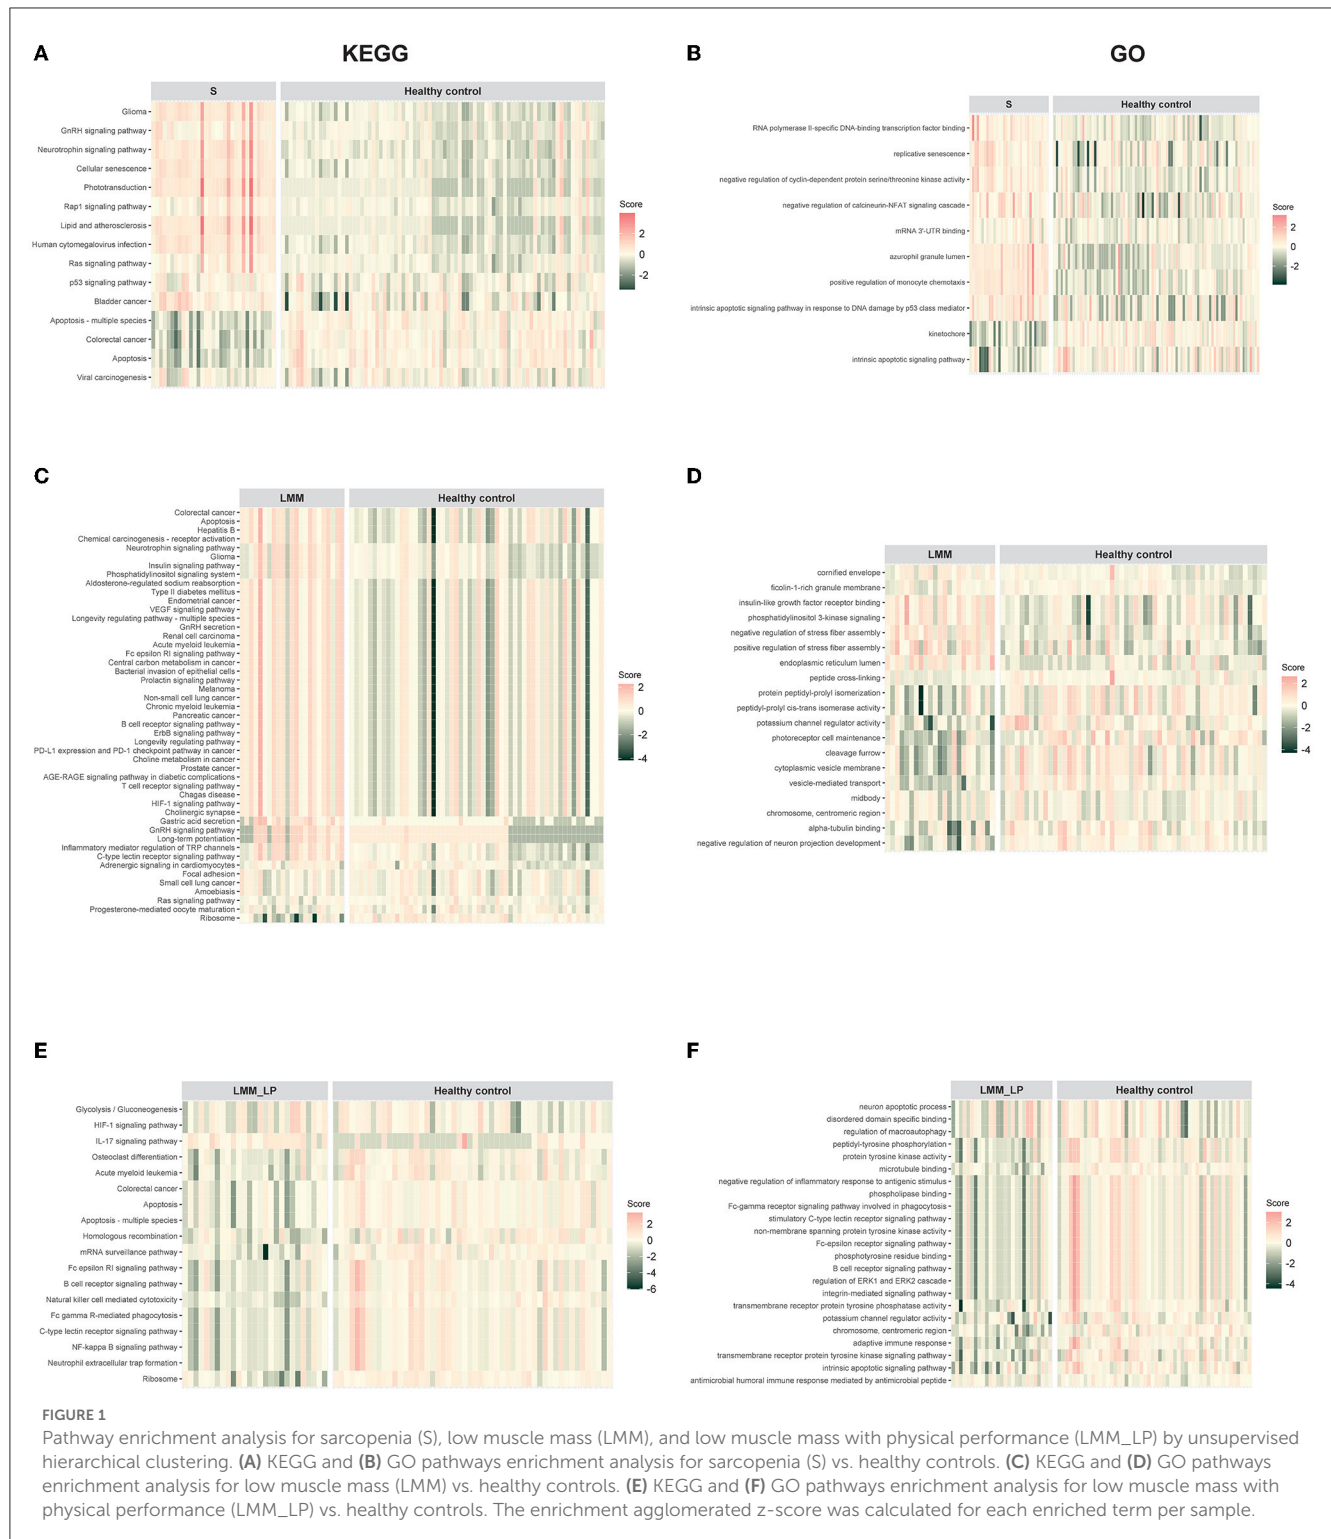 A
KEGG
S
Healthy control
Glioma
GnRH signaling pathway
Neurotrophin signaling pathway
Cellular senescence
Phototransduction
Rap1 signaling pathway
Lipid and atherosclerosis
Human cytomegalovirus infection
Ras signaling pathway
p53 signaling pathway
Bladder cancer
Apoptosis - multiple species
Colorectal cancer
Apoptosis
Viral carcinogenesis
Score
2
0
-2
B
GO
S
Healthy control
RNA polymerase II-specific DNA-binding transcription factor binding
replicative senescence
negative regulation of cyclin-dependent protein serine/threonine kinase activity
negative regulation of calcineurin-NFAT signaling cascade
mRNA 3'-UTR binding
azurophil granule lumen
positive regulation of monocyte chemotaxis
intrinsic apoptotic signaling pathway in response to DNA damage by p53 class mediator
kinetochore
intrinsic apoptotic signaling pathway
Score
2
0
-2
C
LMM
Healthy control
Colorectal cancer
Apoptosis
Hepatitis B
Chemical carcinogenesis - receptor activation
Neurotrophin signaling pathway
Glioma
Insulin signaling pathway
Phosphatidylinositol signaling system
Aldosterone-regulated sodium reabsorption
Type II diabetes mellitus
Endometrial cancer
VEGF signaling pathway
Longevity regulating pathway - multiple species
GnRH secretion
Renal cell carcinoma
Acute myeloid leukemia
Fc epsilon RI signaling pathway
Central carbon metabolism in cancer
Bacterial invasion of epithelial cells
Prolactin signaling pathway
Melanoma
Non-small cell lung cancer
Chronic myeloid leukemia
Pancreatic cancer
B cell receptor signaling pathway
ErbB signaling pathway
Longevity regulating pathway
PD-L1 expression and PD-1 checkpoint pathway in cancer
Choline metabolism in cancer
Prostate cancer
AGE-RAGE signaling pathway in diabetic complications
T cell receptor signaling pathway
Chagas disease
HIF-1 signaling pathway
Cholinergic synapse
Gastric acid secretion
GnRH signaling pathway
Long-term potentiation
Inflammatory mediator regulation of TRP channels
C-type lectin receptor signaling pathway
Adrenergic signaling in cardiomyocytes
Focal adhesion
Small cell lung cancer
Amoebiasis
Ras signaling pathway
Progesterone-mediated oocyte maturation
Ribosome
Score
2
0
-2
-4
D
LMM
Healthy control
cornified envelope
ficolin-1-rich granule membrane
insulin-like growth factor receptor binding
phosphatidylinositol 3-kinase signaling
negative regulation of stress fiber assembly
positive regulation of stress fiber assembly
endoplasmic reticulum lumen
peptide cross-linking
protein peptidyl-prolyl isomerization
peptidyl-prolyl cis-trans isomerase activity
potassium channel regulator activity
photoreceptor cell maintenance
cleavage furrow
cytoplasmic vesicle membrane
vesicle-mediated transport
midbody
chromosome, centromeric region
alpha-tubulin binding
negative regulation of neuron projection development
Score
2
0
-2
-4
E
LMM_LP
Healthy control
Glycolysis / Gluconeogenesis
HIF-1 signaling pathway
IL-17 signaling pathway
Osteoclast differentiation
Acute myeloid leukemia
Colorectal cancer
Apoptosis
Apoptosis - multiple species
Homologous recombination
mRNA surveillance pathway
Fc epsilon RI signaling pathway
B cell receptor signaling pathway
Natural killer cell mediated cytotoxicity
Fc gamma R-mediated phagocytosis
C-type lectin receptor signaling pathway
NF-kappa B signaling pathway
Neutrophil extracellular trap formation
Ribosome
Score
2
0
-2
-4
-6
F
LMM_LP
Healthy control
neuron apoptotic process
disordered domain specific binding
regulation of macroautophagy
peptidyl-tyrosine phosphorylation
protein tyrosine kinase activity
microtubule binding
negative regulation of inflammatory response to antigenic stimulus
phospholipase binding
Fc-gamma receptor signaling pathway involved in phagocytosis
stimulatory C-type lectin receptor signaling pathway
non-membrane spanning protein tyrosine kinase activity
Fc-epsilon receptor signaling pathway
phosphotyrosine residue binding
B cell receptor signaling pathway
regulation of ERK1 and ERK2 cascade
integrin-mediated signaling pathway
transmembrane receptor protein tyrosine phosphatase activity
potassium channel regulator activity
chromosome, centromeric region
adaptive immune response
transmembrane receptor protein tyrosine kinase signaling pathway
intrinsic apoptotic signaling pathway
antimicrobial humoral immune response mediated by antimicrobial peptide
Score
2
0
-2
-4
FIGURE 1
Pathway enrichment analysis for sarcopenia (S), low muscle mass (LMM), and low muscle mass with physical performance (LMM_LP) by unsupervised
hierarchical clustering. (A) KEGG and (B) GO pathways enrichment analysis for sarcopenia (S) vs. healthy controls. (C) KEGG and (D) GO pathways
enrichment analysis for low muscle mass (LMM) vs. healthy controls. (E) KEGG and (F) GO pathways enrichment analysis for low muscle mass with
physical performance (LMM_LP) vs. healthy controls. The enrichment agglomerated z-score was calculated for each enriched term per sample.